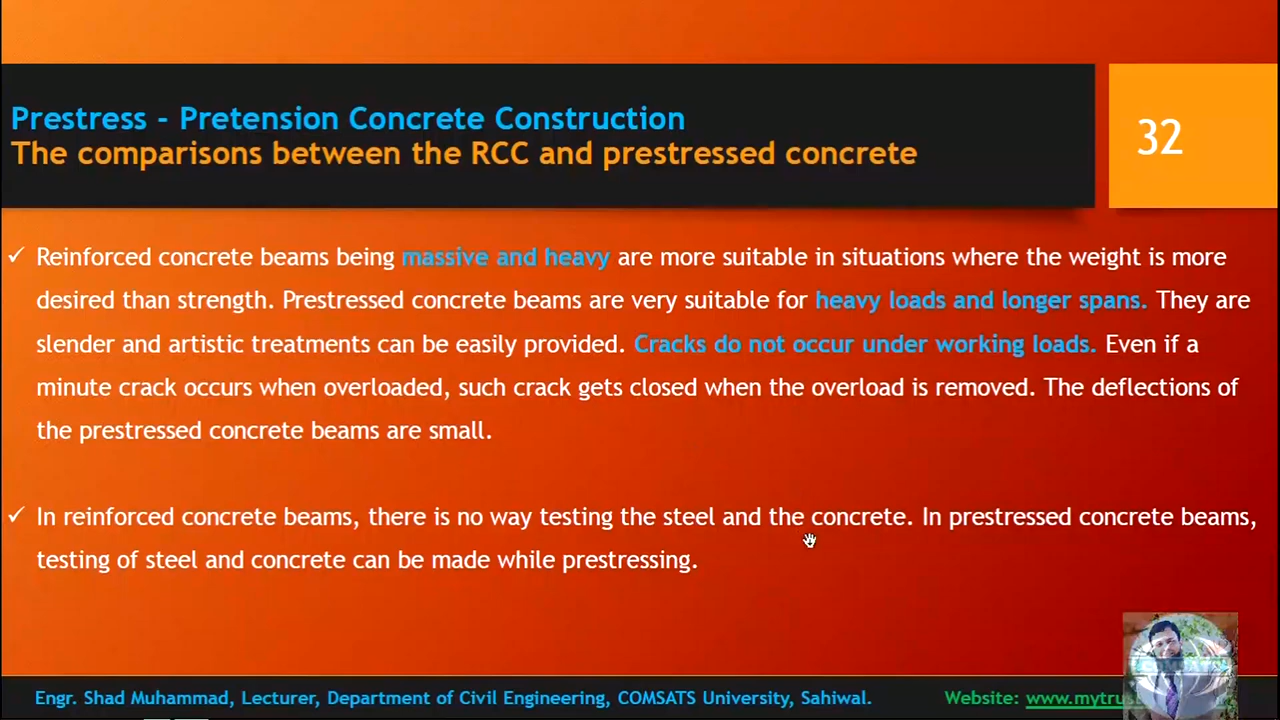 Prestress - Pretension Concrete Construction
The comparisons between the RCC and prestressed concrete
32
✓ Reinforced concrete beams being massive and heavy are more suitable in situations where the weight is more
desired than strength. Prestressed concrete beams are very suitable for heavy loads and longer spans. They are
slender and artistic treatments can be easily provided. Cracks do not occur under working loads. Even if a
minute crack occurs when overloaded, such crack gets closed when the overload is removed. The deflections of
the prestressed concrete beams are small.
✓ In reinforced concrete beams, there is no way testing the steel and the concrete. In prestressed concrete beams,
testing of steel and concrete can be made while prestressing.
Engr. Shad Muhammad, Lecturer, Department of Civil Engineering, COMSATS University, Sahiwal.
Website: